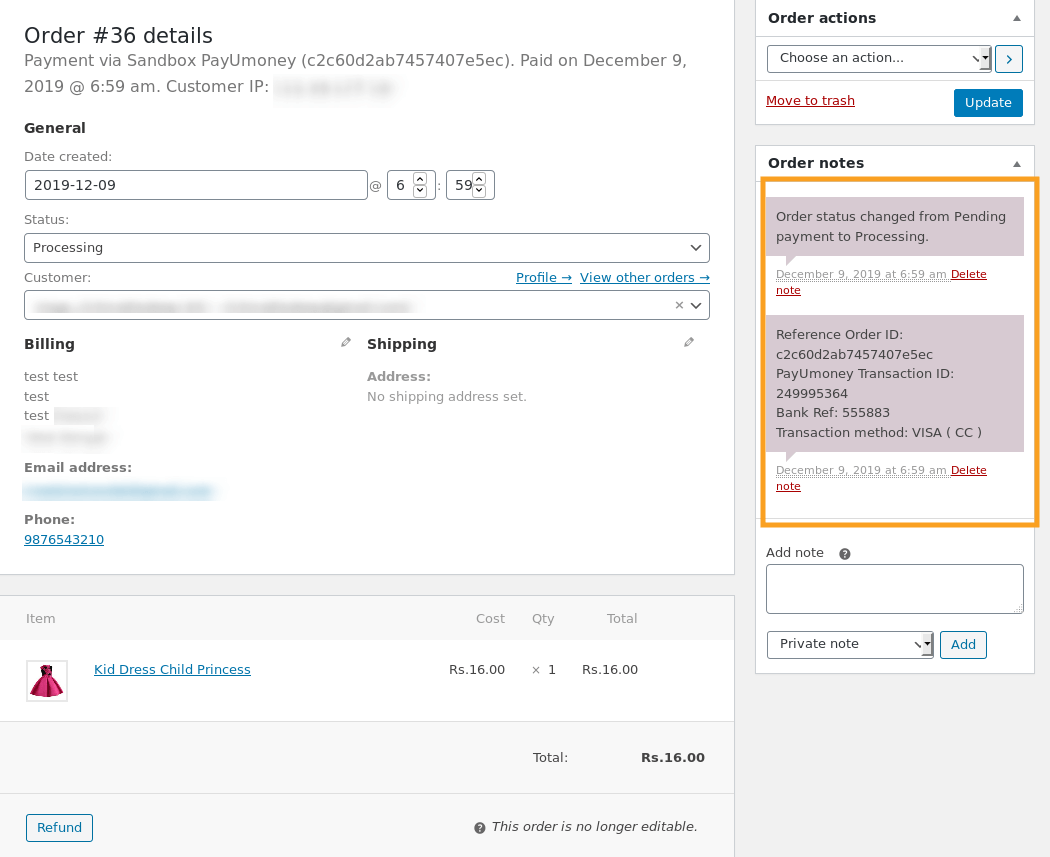 Order #36 details
Payment via Sandbox PayUmoney (c2c60d2ab7457407e5ec). Paid on December 9,
2019 @ 6:59 am. Customer IP:
General
Date created:
2019-12-09 @ 6 : 59
Status:
Processing
Customer: Profile → View other orders →
×
Billing
test test
test
test
Email address:
Phone:
9876543210
Shipping
Address:
No shipping address set.
Item Cost Qty Total
Kid Dress Child Princess Rs.16.00 × 1 Rs.16.00
Total: Rs.16.00
Refund
This order is no longer editable.
Order actions
Choose an action...
Move to trash Update
Order notes
Order status changed from Pending
payment to Processing.
December 9, 2019 at 6:59 am Delete
note
Reference Order ID:
c2c60d2ab7457407e5ec
PayUmoney Transaction ID:
249995364
Bank Ref: 555883
Transaction method: VISA ( CC )
December 9, 2019 at 6:59 am Delete
note
Add note
Private note Add